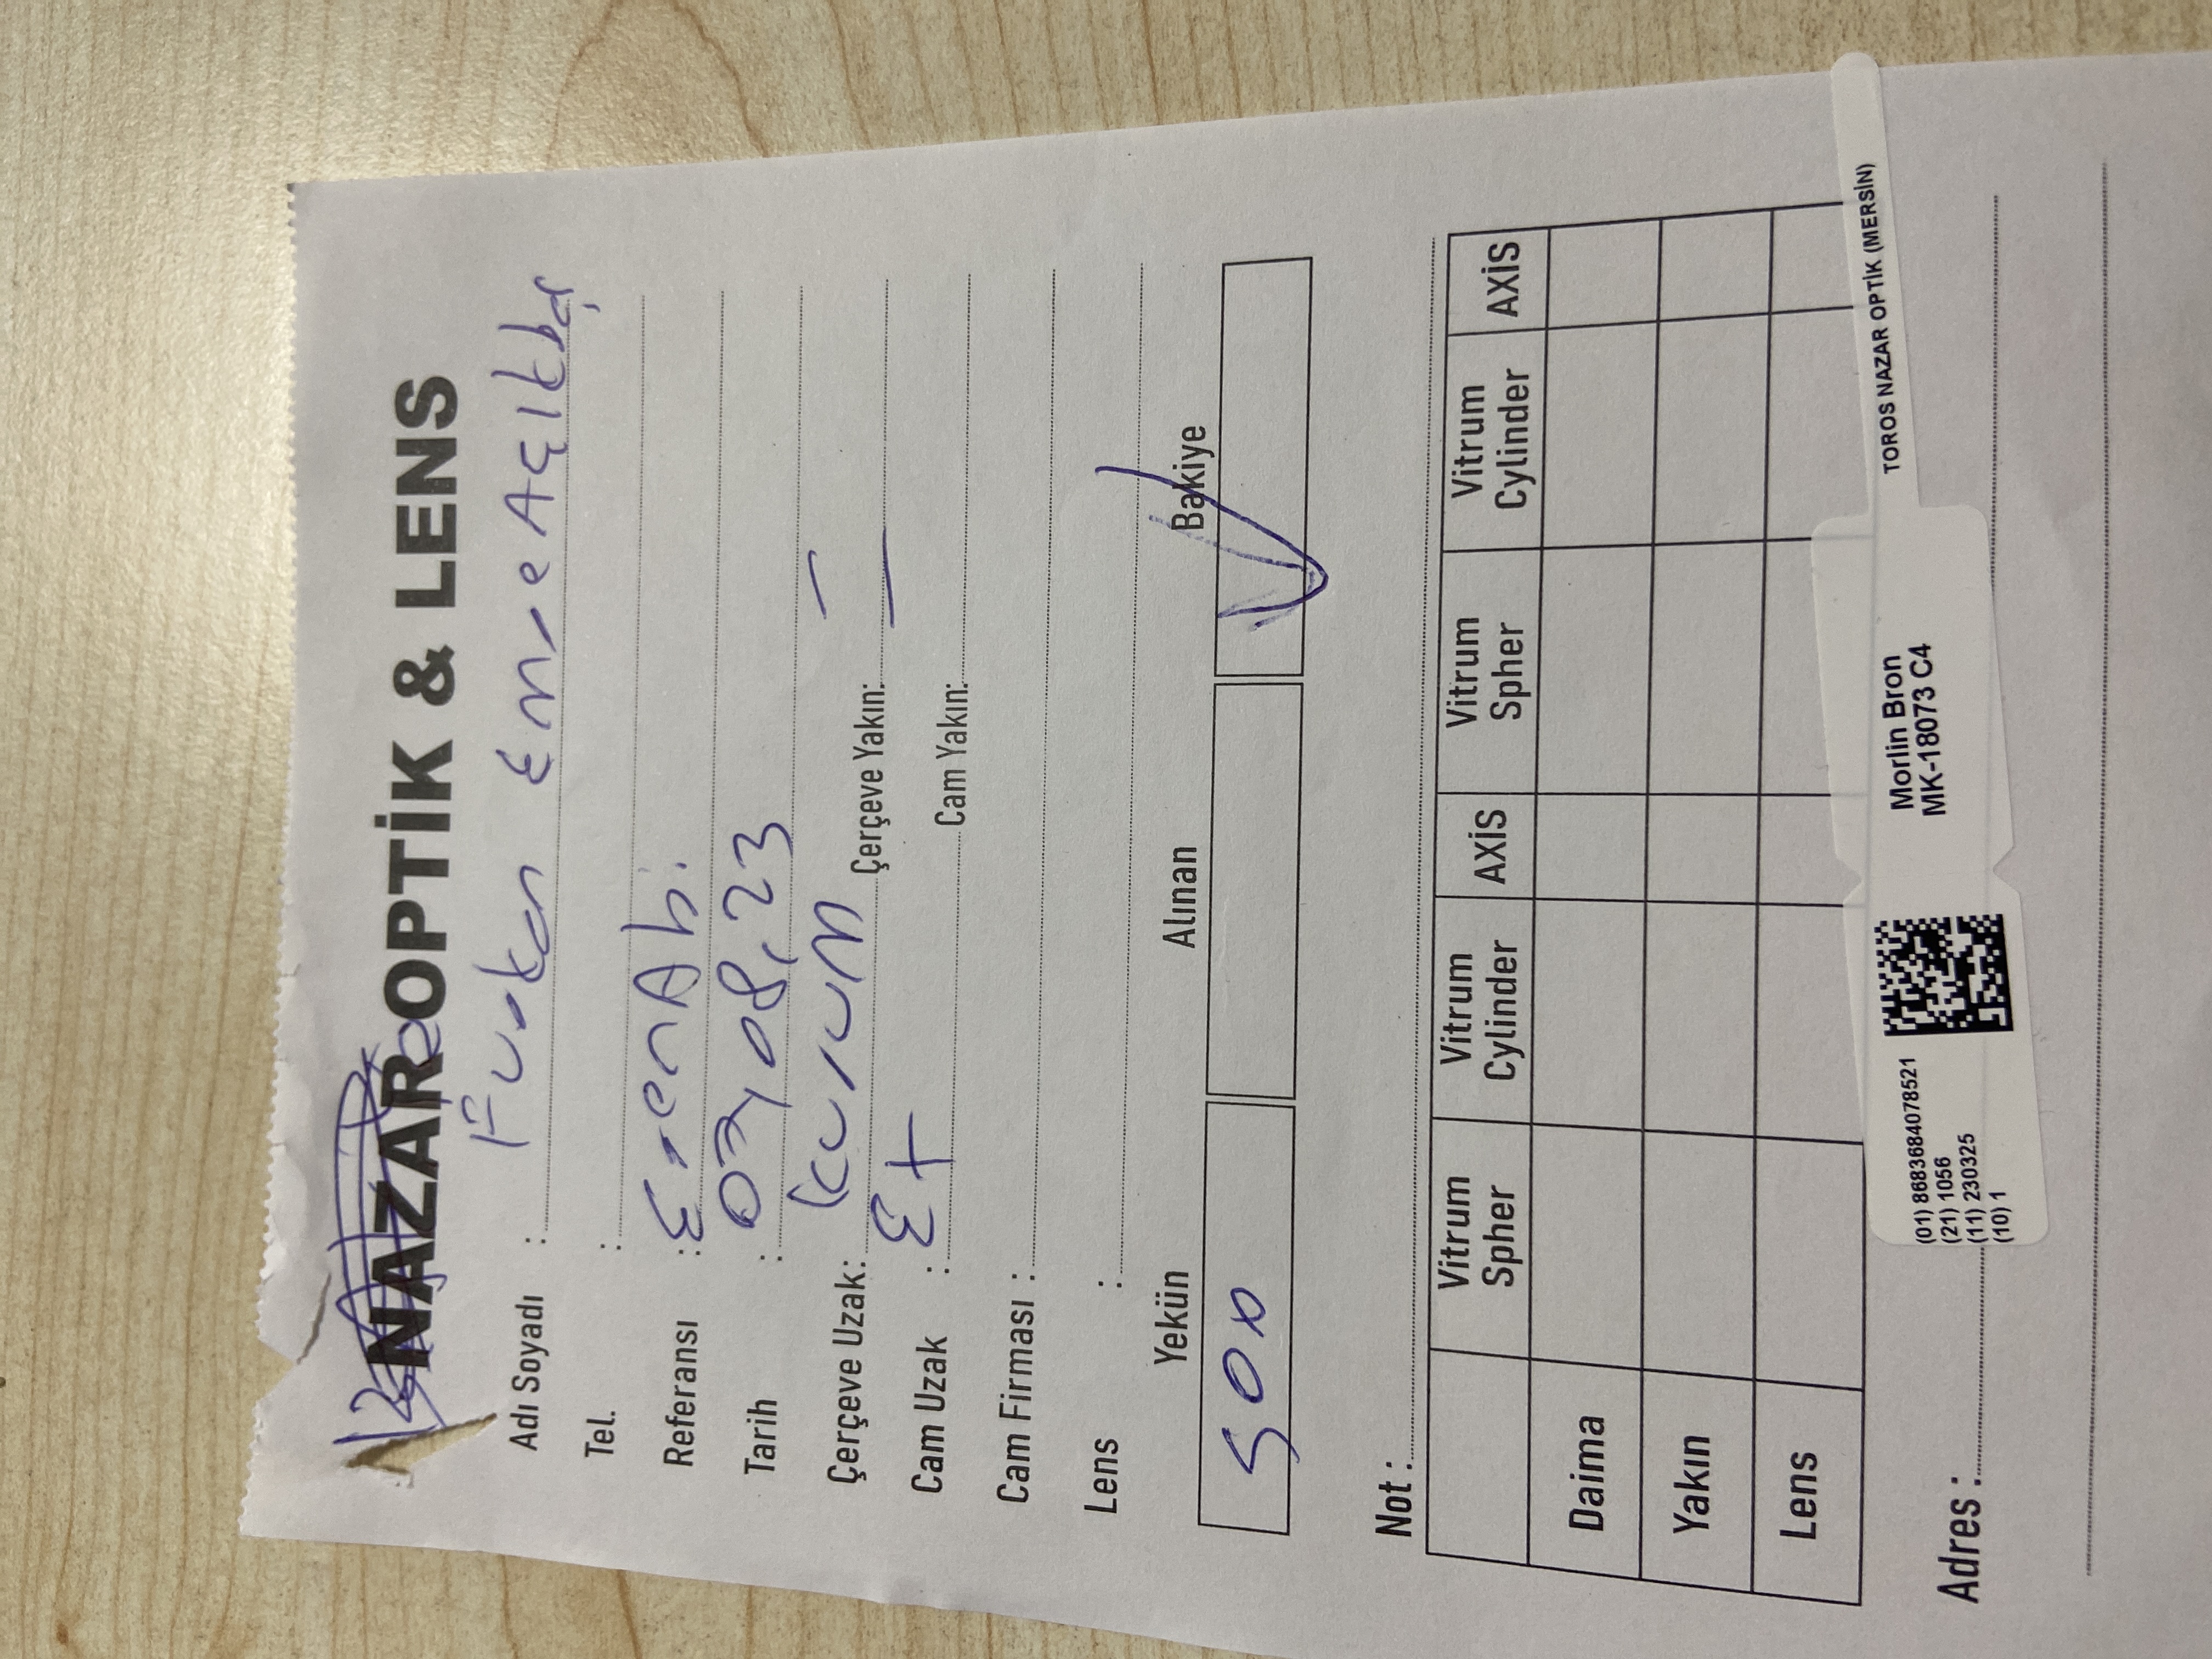 NAZAR OPTİK & LENS
Adı Soyadı : Furkan Emre Açıkbaş
Tel. :
Referansı : Eren Abi
Tarih : 07,08,23
Çerçeve Uzak: Kurum Çerçeve Yakın:
Cam Uzak : Ex Cam Yakın:
Cam Firması :
Lens :
Yekün Alınan Bakiye
500
Not :
Vitrum Spher Vitrum Cylinder AXİS Vitrum Spher Vitrum Cylinder AXİS
Daima
Yakın
Lens
TOROS NAZAR OPTİK (MERSİN)
Morlin Bron
MK-18073 C4
(01) 8683684078521
(21) 1056
(11) 230325
(10) 1
Adres :